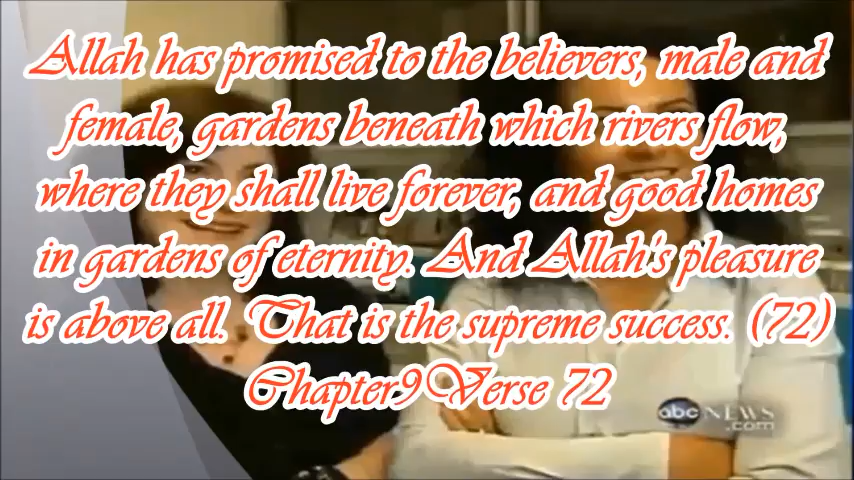 Allah has promised to the believers, male and
female, gardens beneath which rivers flow,
where they shall live forever, and good homes
in gardens of eternity. And Allah's pleasure
is above all. That is the supreme success. (72)
Chapter9Verse 72
abc NEWS
.com